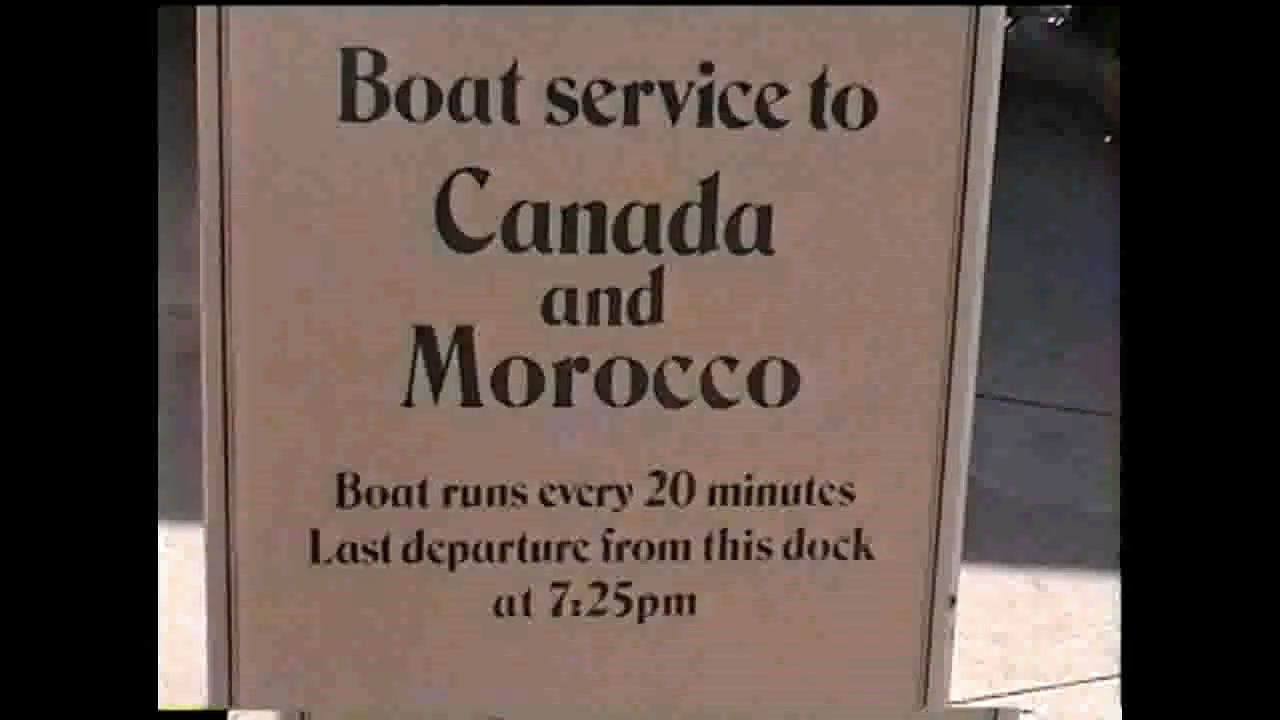 Boat service to
Canada
and
Morocco
Boat runs every 20 minutes
Last departure from this dock
at 7:25pm